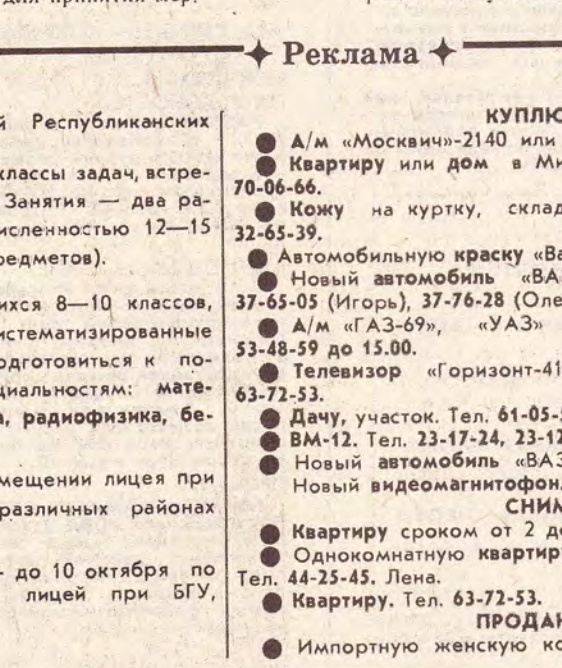 для принятия мер.
Реклама
Республиканских
классы задач, встре-
Занятия — два ра-
исленностью 12—15
редметов).
ихся 8—10 классов,
истематизированные
одготовиться к по-
циальностям: мате-
а, радиофизика, бе-
мещении лицея при
различных районах
- до 10 октября по
лицей при БГУ,
КУПЛЮ
● А/м «Москвич»-2140 или
● Квартиру или дом в Ми
70-06-66.
● Кожу на куртку, склад
32-65-39.
● Автомобильную краску «Ва
● Новый автомобиль «ВАЗ
37-65-05 (Игорь), 37-76-28 (Оле
● А/м «ГАЗ-69», «УАЗ»
53-48-59 до 15.00.
● Телевизор «Горизонт-41
63-72-53.
● Дачу, участок. Тел. 61-05-5
● ВМ-12. Тел. 23-17-24, 23-12
● Новый автомобиль «ВАЗ
Новый видеомагнитофон.
СНИМ
● Квартиру сроком от 2 до
● Однокомнатную квартир
Тел. 44-25-45. Лена.
● Квартиру. Тел. 63-72-53.
ПРОДАЮ
● Импортную женскую ко